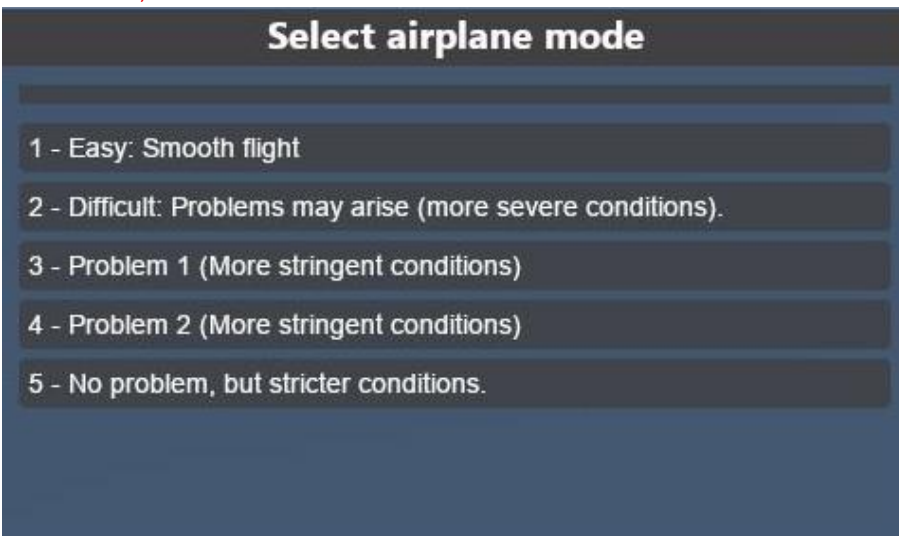 Select airplane mode
1 - Easy: Smooth flight
2 - Difficult: Problems may arise (more severe conditions).
3 - Problem 1 (More stringent conditions)
4 - Problem 2 (More stringent conditions)
5 - No problem, but stricter conditions.